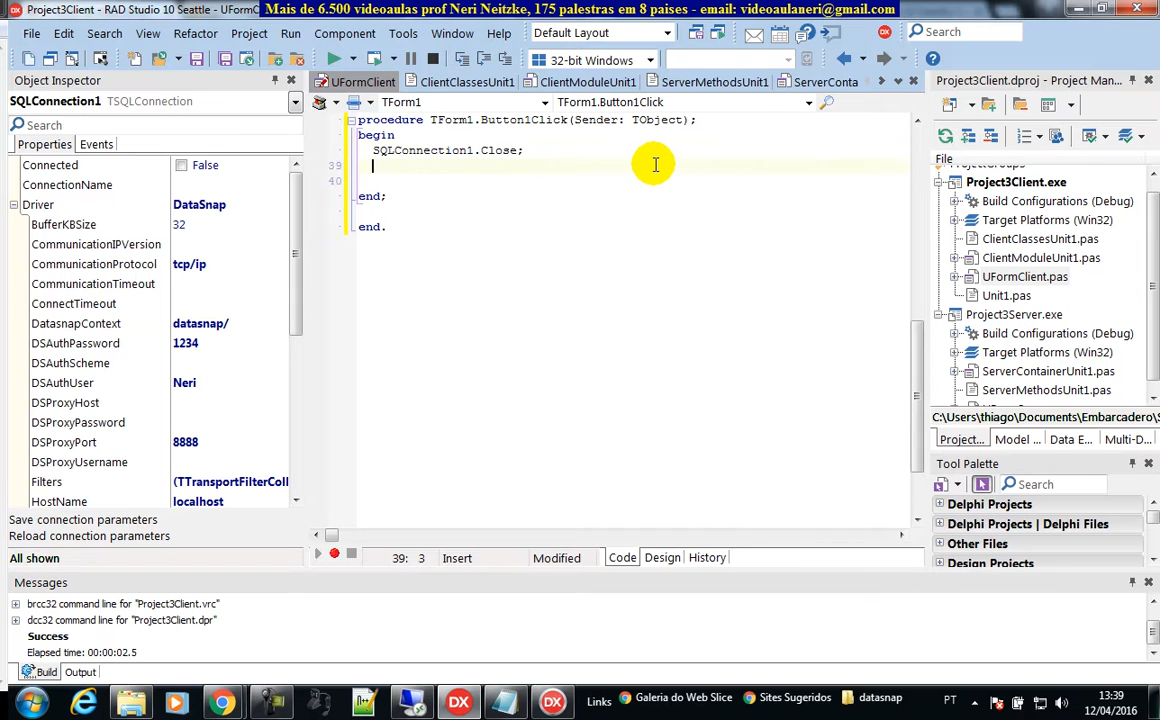 Project3Client - RAD Studio 10 Seattle - UFormC
Mais de 6.500 videoaulas prof Neri Neitzke, 175 palestras em 8 paises - email: videoaulaneri@gmail.com
File Edit Search View Refactor Project Run Component Tools Window Help
Default Layout
Search
32-bit Windows
Object Inspector
SQLConnection1 TSQLConnection
Search
Properties Events
Connected False
ConnectionName
Driver DataSnap
BufferKBSize 32
CommunicationIPVersion
CommunicationProtocol tcp/ip
CommunicationTimeout
ConnectTimeout
DatasnapContext datasnap/
DSAuthPassword 1234
DSAuthScheme
DSAuthUser Neri
DSProxyHost
DSProxyPassword
DSProxyPort 8888
DSProxyUsername
Filters (TTransportFilterColl
HostName localhost
Save connection parameters
Reload connection parameters
All shown
UFormClient ClientClassesUnit1 ClientModuleUnit1 ServerMethodsUnit1 ServerConta
TForm1 TForm1.Button1Click
procedure TForm1.Button1Click(Sender: TObject);
begin
SQLConnection1.Close;
39
40
end;
end.
39: 3 Insert Modified Code Design History
Project3Client.dproj - Project Man...
File
ProjectGroup3
Project3Client.exe
Build Configurations (Debug)
Target Platforms (Win32)
ClientClassesUnit1.pas
ClientModuleUnit1.pas
UFormClient.pas
Unit1.pas
Project3Server.exe
Build Configurations (Debug)
Target Platforms (Win32)
ServerContainerUnit1.pas
ServerMethodsUnit1.pas
C:\Users\thiago\Documents\Embarcadero\S
Project... Model ... Data E... Multi-D...
Tool Palette
Search
Delphi Projects
Delphi Projects | Delphi Files
Other Files
Design Projects
Messages
brcc32 command line for "Project3Client.vrc"
dcc32 command line for "Project3Client.dpr"
Success
Elapsed time: 00:00:02.5
Build Output
Links Galeria do Web Slice Sites Sugeridos datasnap PT
13:39
12/04/2016